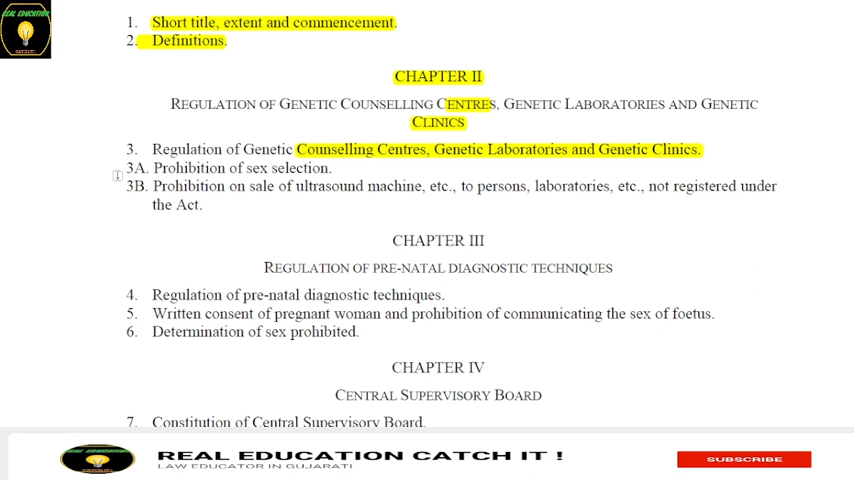 REAL EDUCATION
1. Short title, extent and commencement.
2. Definitions.
CHAPTER II
REGULATION OF GENETIC COUNSELLING CENTRES, GENETIC LABORATORIES AND GENETIC
CLINICS
3. Regulation of Genetic Counselling Centres, Genetic Laboratories and Genetic Clinics.
3A. Prohibition of sex selection.
3B. Prohibition on sale of ultrasound machine, etc., to persons, laboratories, etc., not registered under
the Act.
CHAPTER III
REGULATION OF PRE-NATAL DIAGNOSTIC TECHNIQUES
4. Regulation of pre-natal diagnostic techniques.
5. Written consent of pregnant woman and prohibition of communicating the sex of foetus.
6. Determination of sex prohibited.
CHAPTER IV
CENTRAL SUPERVISORY BOARD
7. Constitution of Central Supervisory Board.
REAL EDUCATION
REAL EDUCATION CATCH IT !
LAW EDUCATOR IN GUJARATI
SUBSCRIBE